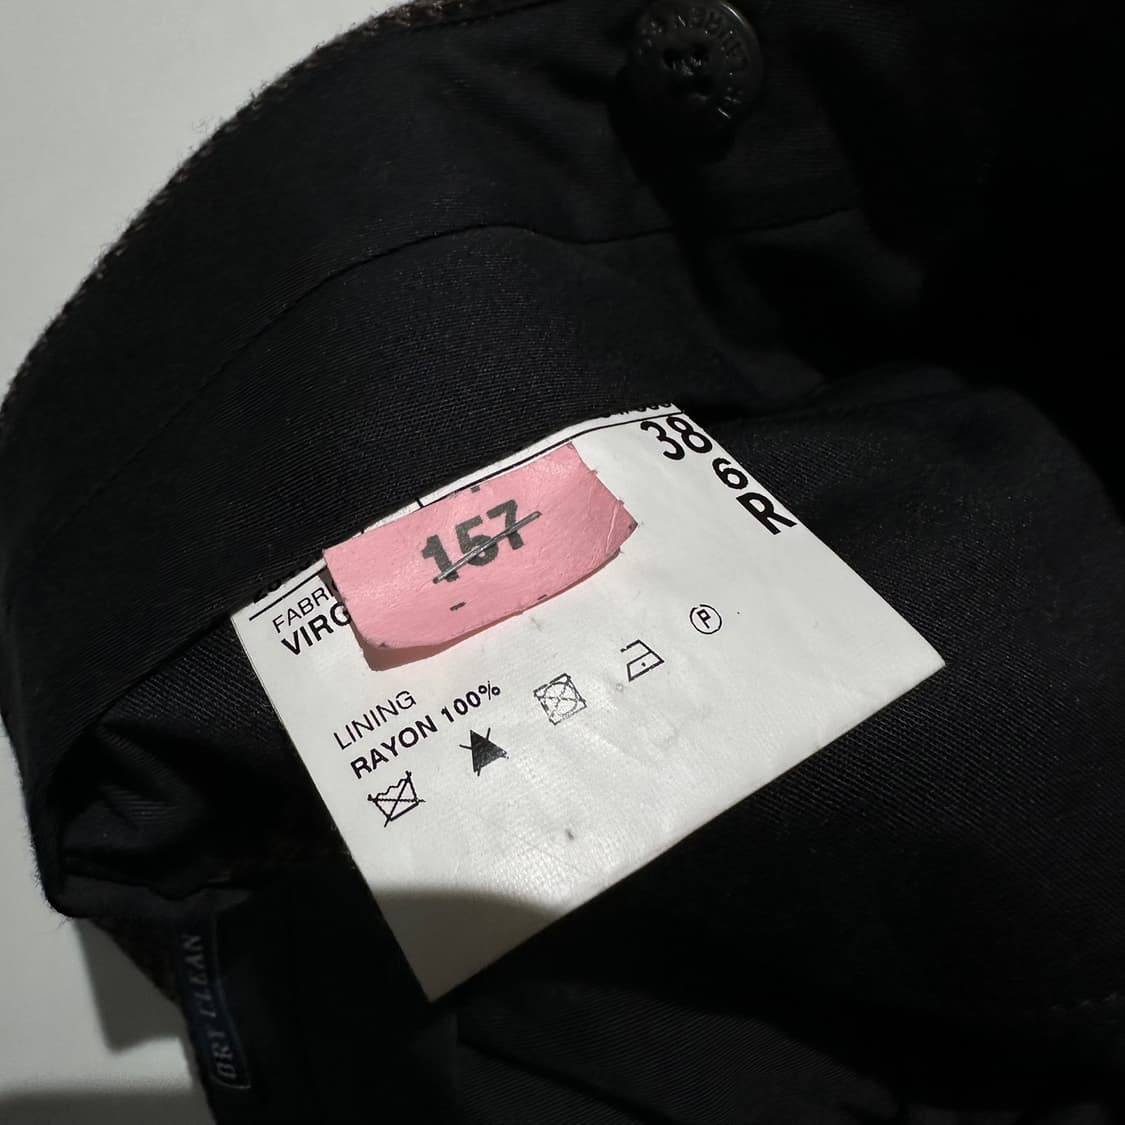 38
6
R
157
FABRI
VIRG
LINING
RAYON 100%
P
DRY CLEAN